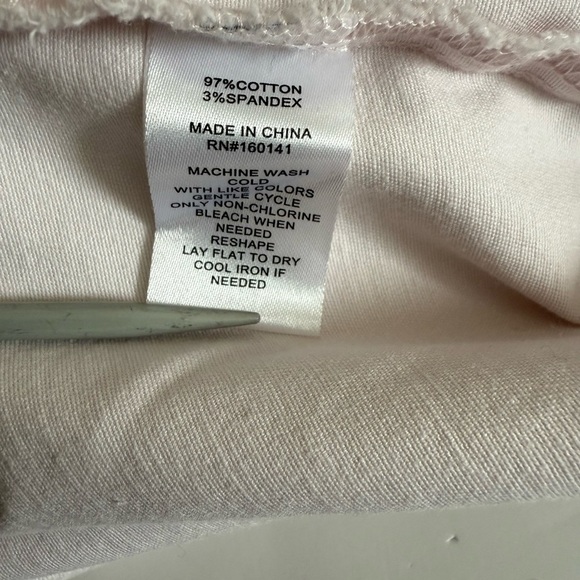 97%COTTON
3%SPANDEX
MADE IN CHINA
RN#160141
MACHINE WASH
COLD
WITH LIKE COLORS
GENTLE CYCLE
ONLY NON-CHLORINE
BLEACH WHEN
NEEDED
RESHAPE
LAY FLAT TO DRY
COOL IRON IF
NEEDED